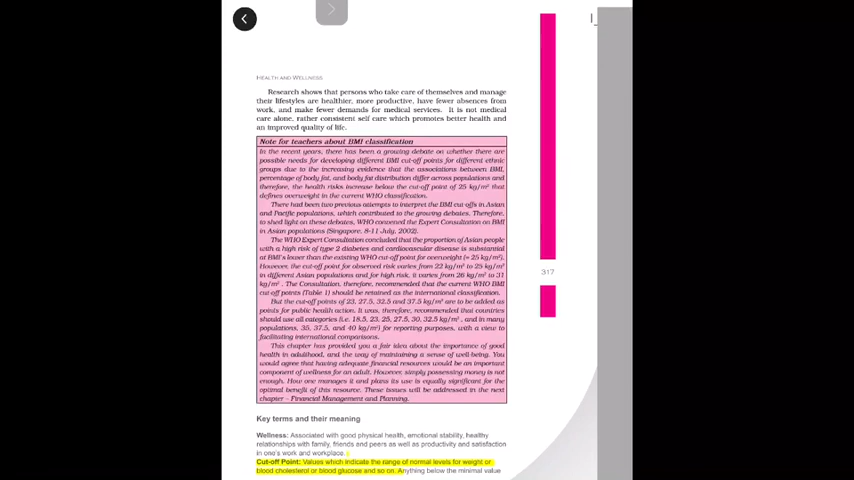 HEALTH AND WELLNESS
Research shows that persons who take care of themselves and manage
their lifestyles are healthier, more productive, have fewer absences from
work, and make fewer demands for medical services. It is not medical
care alone, rather consistent self care which promotes better health and
an improved quality of life.
Note for teachers about BMI classification
In the recent years, there has been a growing debate on whether there are
possible needs for developing different BMI cut-off points for different ethnic
groups due to the increasing evidence that the associations between BMI,
percentage of body fat, and body fat distribution differ across populations and
therefore, the health risks increase below the cut-off point of 25 kg/m² that
defines overweight in the current WHO classification.
There had been two previous attempts to interpret the BMI cut-offs in Asian
and Pacific populations, which contributed to the growing debates. Therefore,
to shed light on these debates, WHO convened the Expert Consultation on BMI
in Asian populations (Singapore, 8-11 July, 2002).
The WHO Expert Consultation concluded that the proportion of Asian people
with a high risk of type 2 diabetes and cardiovascular disease is substantial
at BMI's lower than the existing WHO cut-off point for overweight (= 25 kg/m²).
However, the cut-off point for observed risk varies from 22 kg/m² to 25 kg/m²
in different Asian populations and for high risk, it varies from 26 kg/m² to 31
kg/m² . The Consultation, therefore, recommended that the current WHO BMI
cut-off points (Table 1) should be retained as the international classification.
But the cut-off points of 23, 27.5, 32.5 and 37.5 kg/m² are to be added as
points for public health action. It was, therefore, recommended that countries
should use all categories (i.e. 18.5, 23, 25, 27.5, 30, 32.5 kg/m² , and in many
populations, 35, 37.5, and 40 kg/m²) for reporting purposes, with a view to
facilitating international comparisons.
This chapter has provided you a fair idea about the importance of good
health in adulthood, and the way of maintaining a sense of well-being. You
would agree that having adequate financial resources would be an important
component of wellness for an adult. However, simply possessing money is not
enough. How one manages it and plans its use is equally significant for the
optimal benefit of this resource. These issues will be addressed in the next
chapter – Financial Management and Planning.
317
Key terms and their meaning
Wellness: Associated with good physical health, emotional stability, healthy
relationships with family, friends and peers as well as productivity and satisfaction
in one's work and workplace.
Cut-off Point: Values which indicate the range of normal levels for weight or
blood cholesterol or blood glucose and so on. Anything below the minimal value